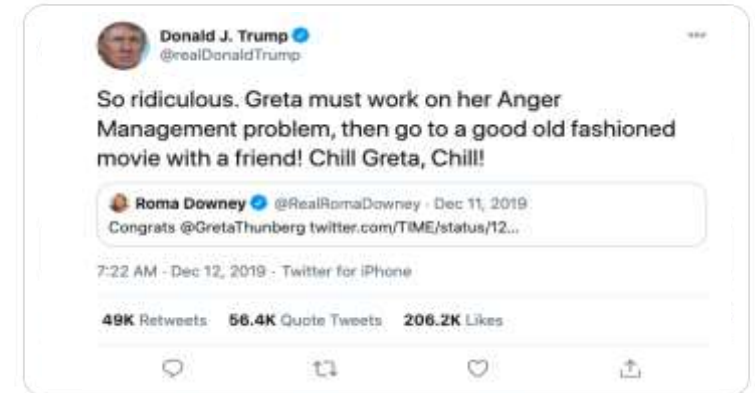 Donald J. Trump
@realDonaldTrump
So ridiculous. Greta must work on her Anger
Management problem, then go to a good old fashioned
movie with a friend! Chill Greta, Chill!
Roma Downey @RealRomaDowney · Dec 11, 2019
Congrats @GretaThunberg twitter.com/TIME/status/12...
7:22 AM · Dec 12, 2019 · Twitter for iPhone
49K Retweets 56.4K Quote Tweets 206.2K Likes